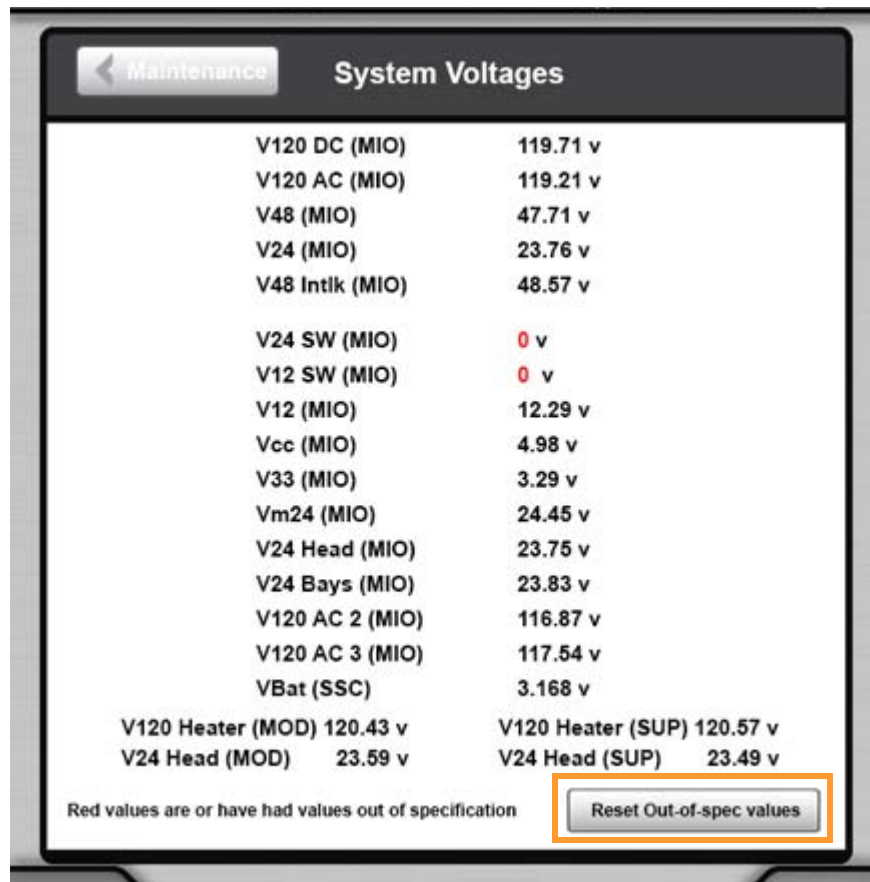 Maintenance
System Voltages
V120 DC (MIO) 119.71 v
V120 AC (MIO) 119.21 v
V48 (MIO) 47.71 v
V24 (MIO) 23.76 v
V48 Intlk (MIO) 48.57 v
V24 SW (MIO) 0 v
V12 SW (MIO) 0 v
V12 (MIO) 12.29 v
Vcc (MIO) 4.98 v
V33 (MIO) 3.29 v
Vm24 (MIO) 24.45 v
V24 Head (MIO) 23.75 v
V24 Bays (MIO) 23.83 v
V120 AC 2 (MIO) 116.87 v
V120 AC 3 (MIO) 117.54 v
VBat (SSC) 3.168 v
V120 Heater (MOD) 120.43 v V120 Heater (SUP) 120.57 v
V24 Head (MOD) 23.59 v V24 Head (SUP) 23.49 v
Red values are or have had values out of specification Reset Out-of-spec values